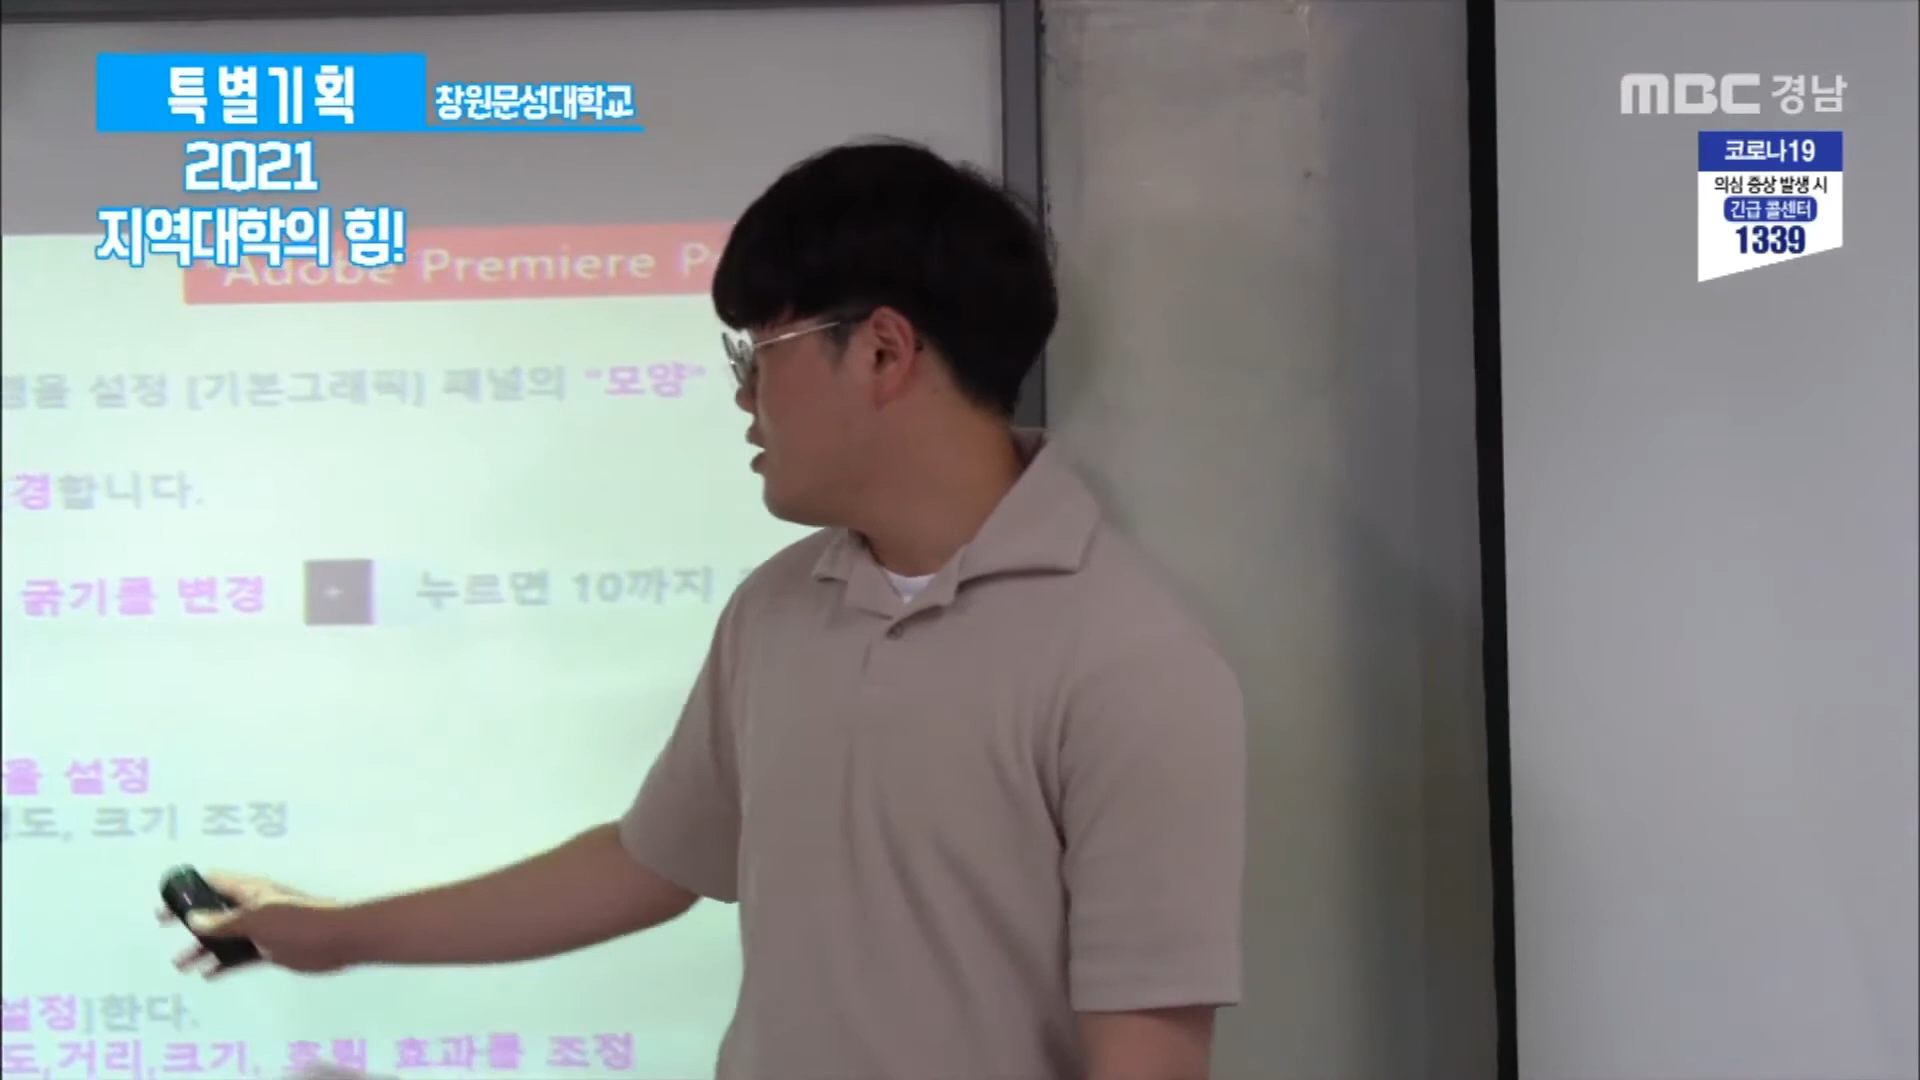 특별기획 창원문성대학교
2021
지역대학의 힘!
MBC 경남
코로나19
의심 증상 발생 시
긴급 콜센터
1339
Adobe Premiere
설정 [기본그래픽] 패널의 "모양"
경합니다.
굵기를 변경 + 누르면 10까지
을 설정
도, 크기 조정
설정]한다.
도,거리,크기, 흐림 효과를 조정